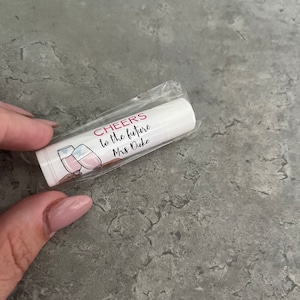 CHEERS
to the future
Mrs Duke